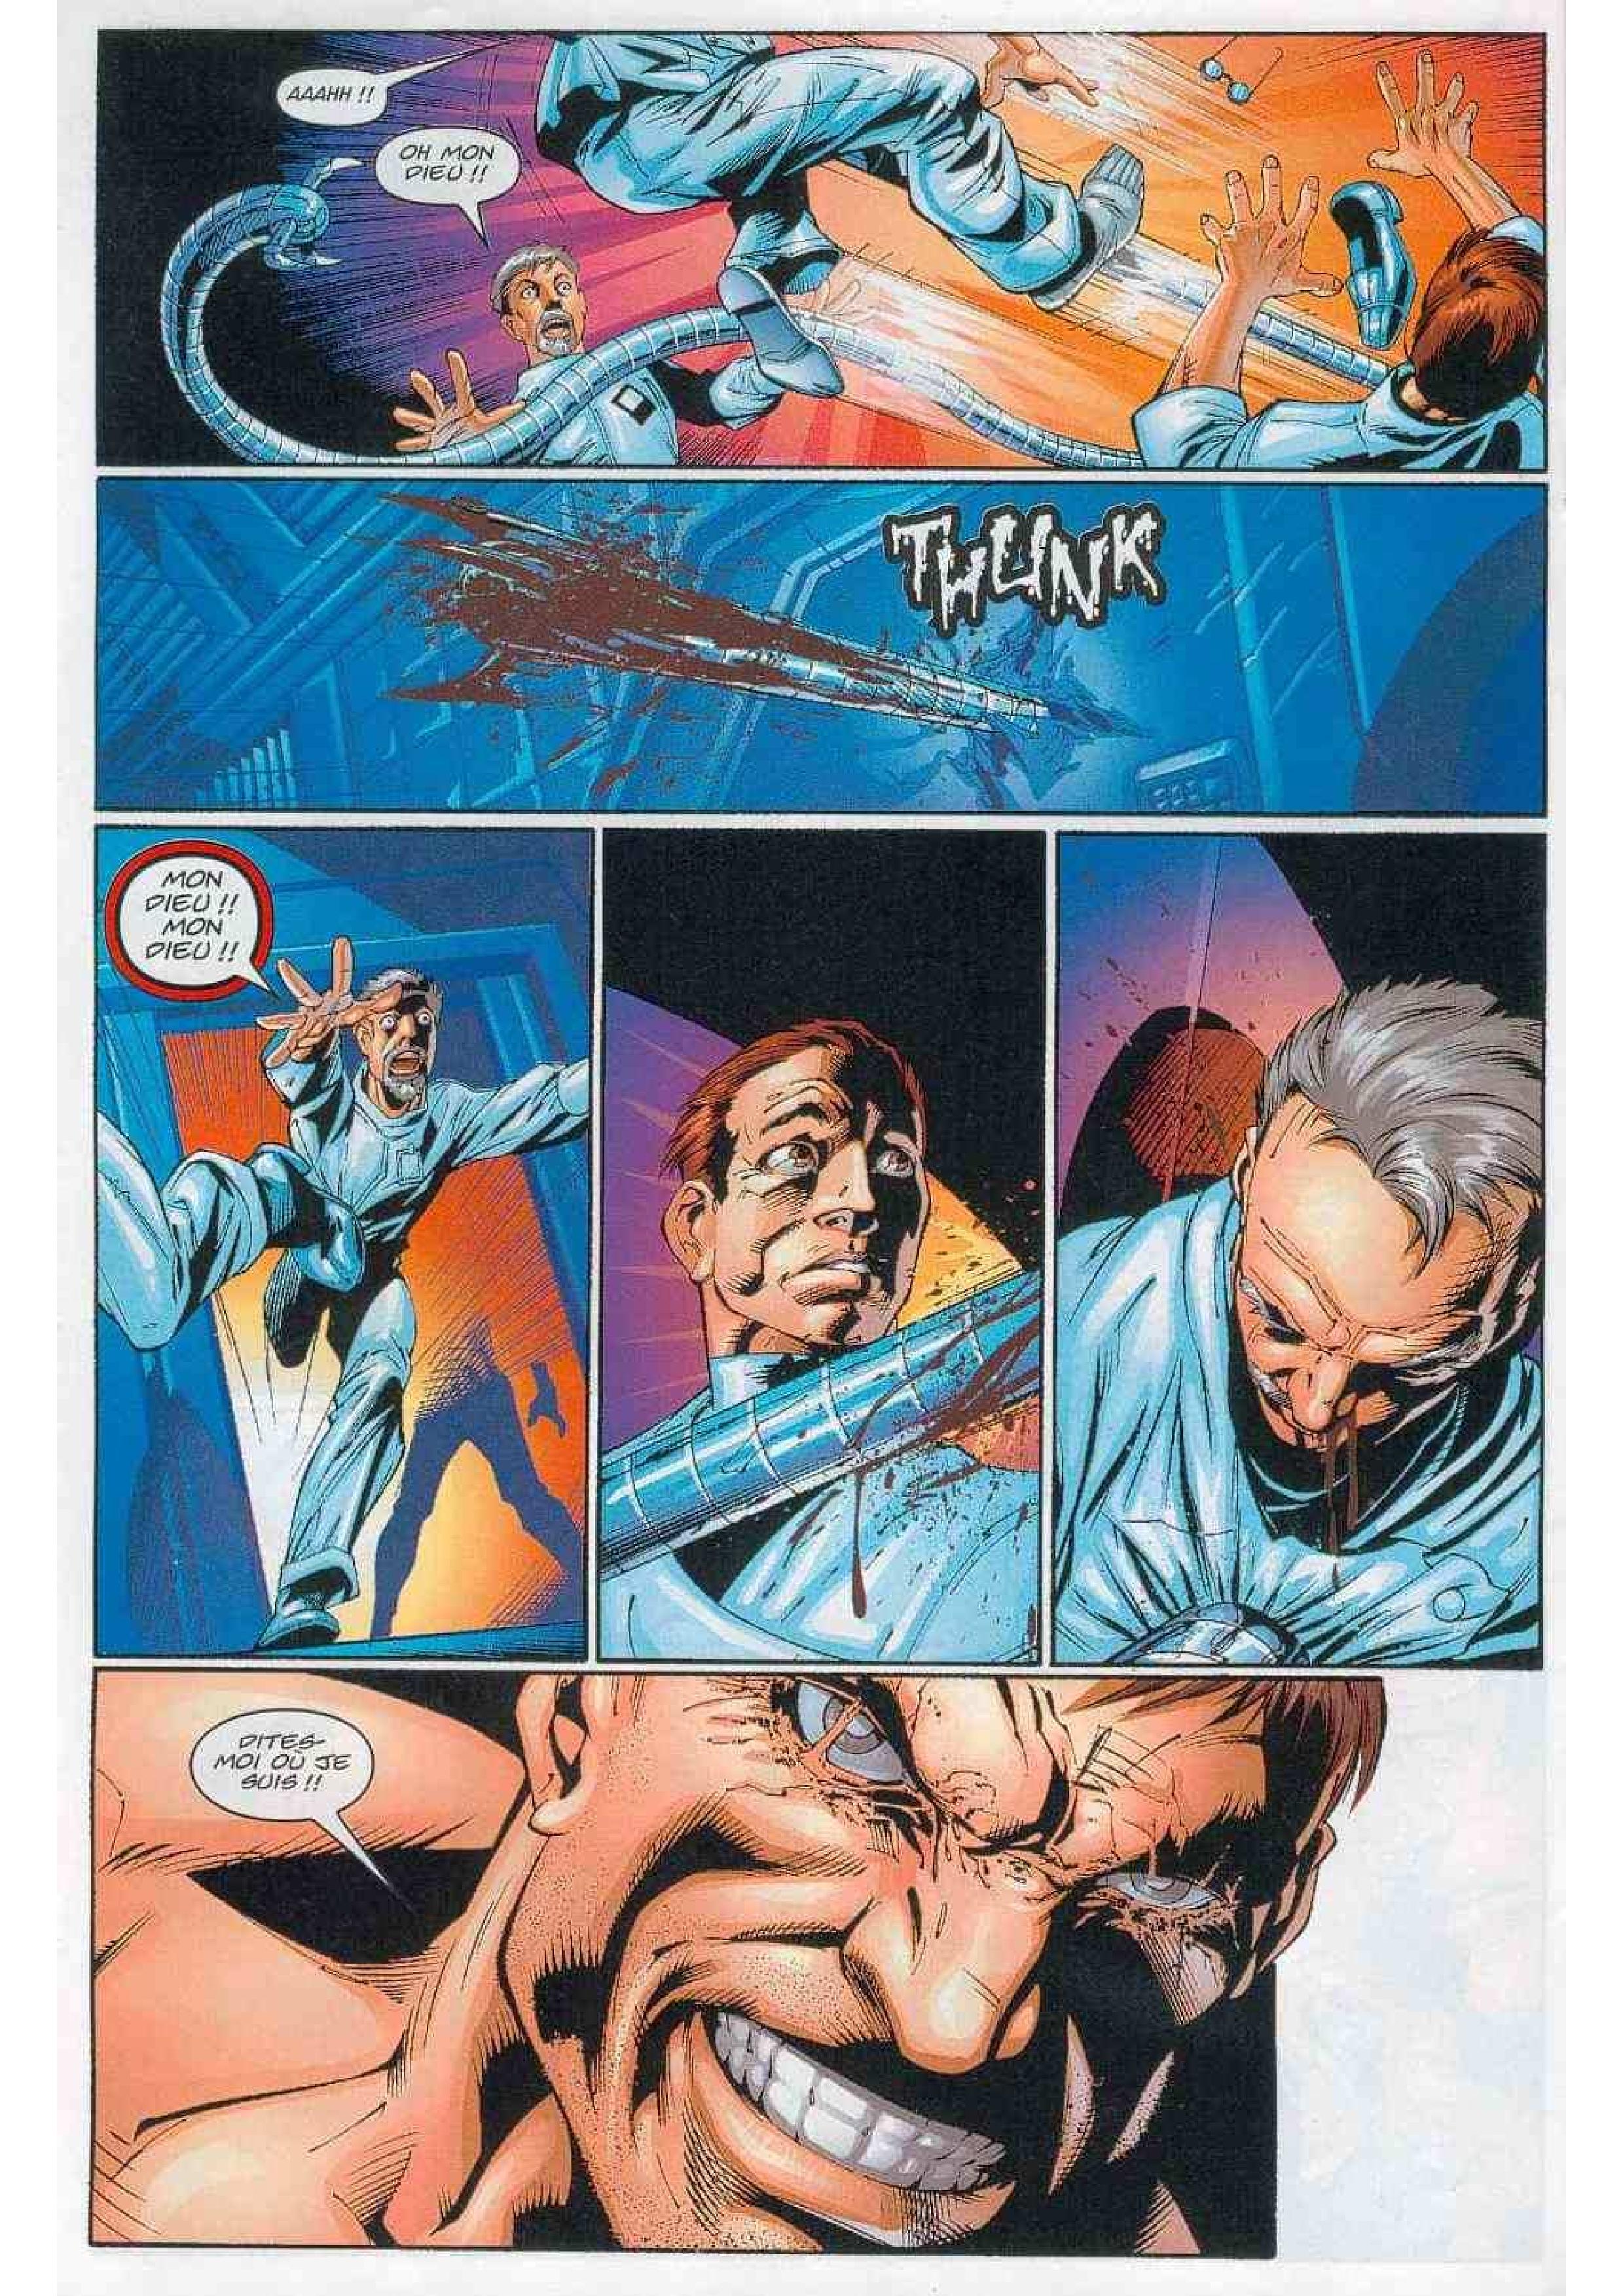 AAAHH !!
OH MON
DIEU !!
THUNK
MON
DIEU !!
MON
DIEU !!
DITES-
MOI OÙ JE
SUIS !!